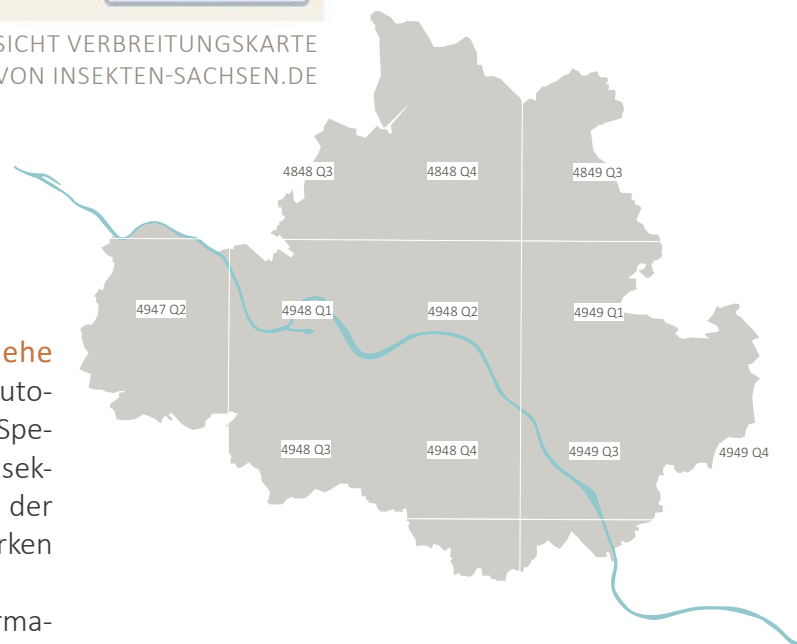 SICHT VERBREITUNGSKARTE
VON INSEKTEN-SACHSEN.DE
4848 Q3
4848 Q4
4849 Q3
4947 Q2
4948 Q1
4948 Q2
4949 Q1
4948 Q3
4948 Q4
4949 Q3
4949 Q4
ehe
uto-
Spe-
sek-
der
rken
rma-